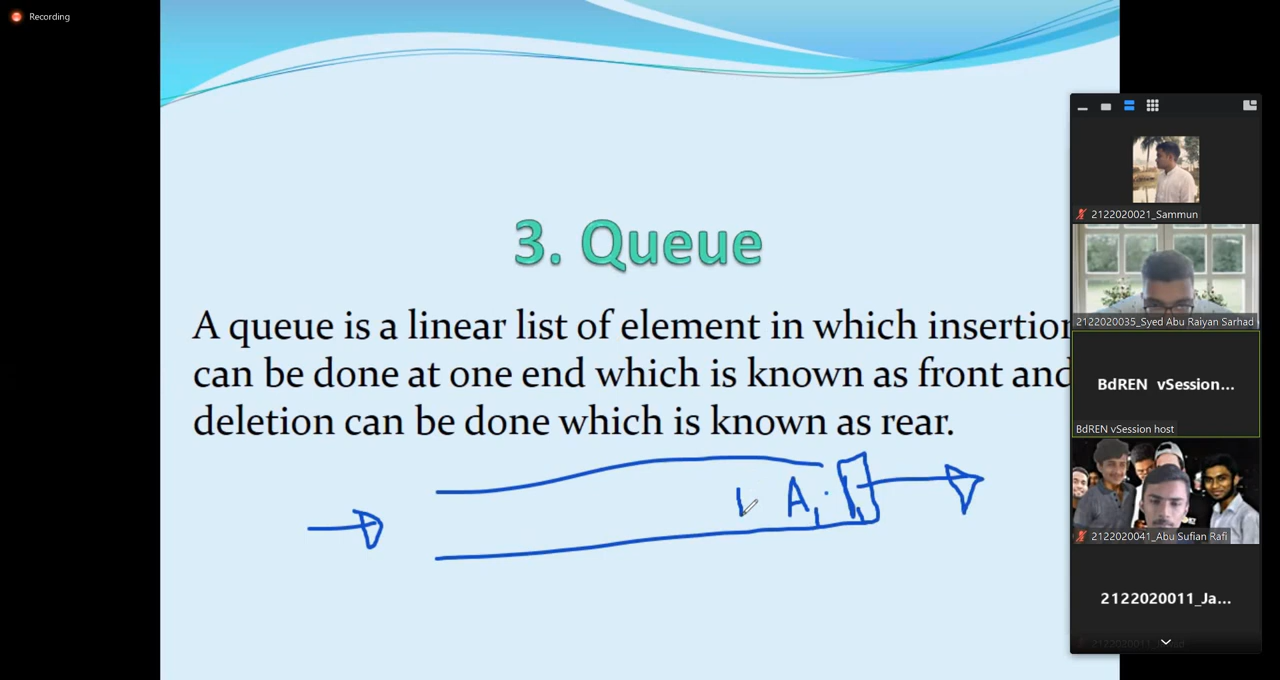 Recording
3. Queue
A queue is a linear list of element in which insertion
can be done at one end which is known as front and
deletion can be done which is known as rear.
A
2122020021_Sammun
2122020035_Syed Abu Raiyan Sarhad
BdREN vSession...
BdREN vSession host
2122020041_Abu Sufian Rafi
2122020011_Ja...